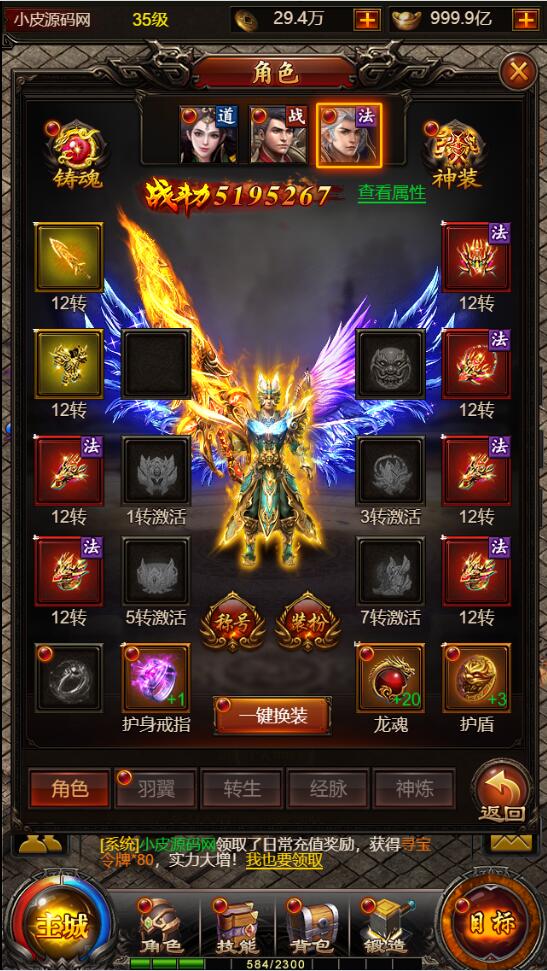 小皮源码网 35级 29.4万 999.9亿
角色
道 战 法
铸魂 神装
战斗力5195267 查看属性
法
12转 12转
法
12转 12转
法 法
12转 1转激活 3转激活 12转
法 法
12转 5转激活 7转激活 12转
称号 装扮
+1 +20 +3
护身戒指 一键换装 龙魂 护盾
角色 羽翼 转生 经脉 神炼
返回
[系统]小皮源码网领取了日常充值奖励，获得寻宝
令牌*80，实力大增！我也要领取
主城 角色 技能 背包 锻造 目标
584/2300